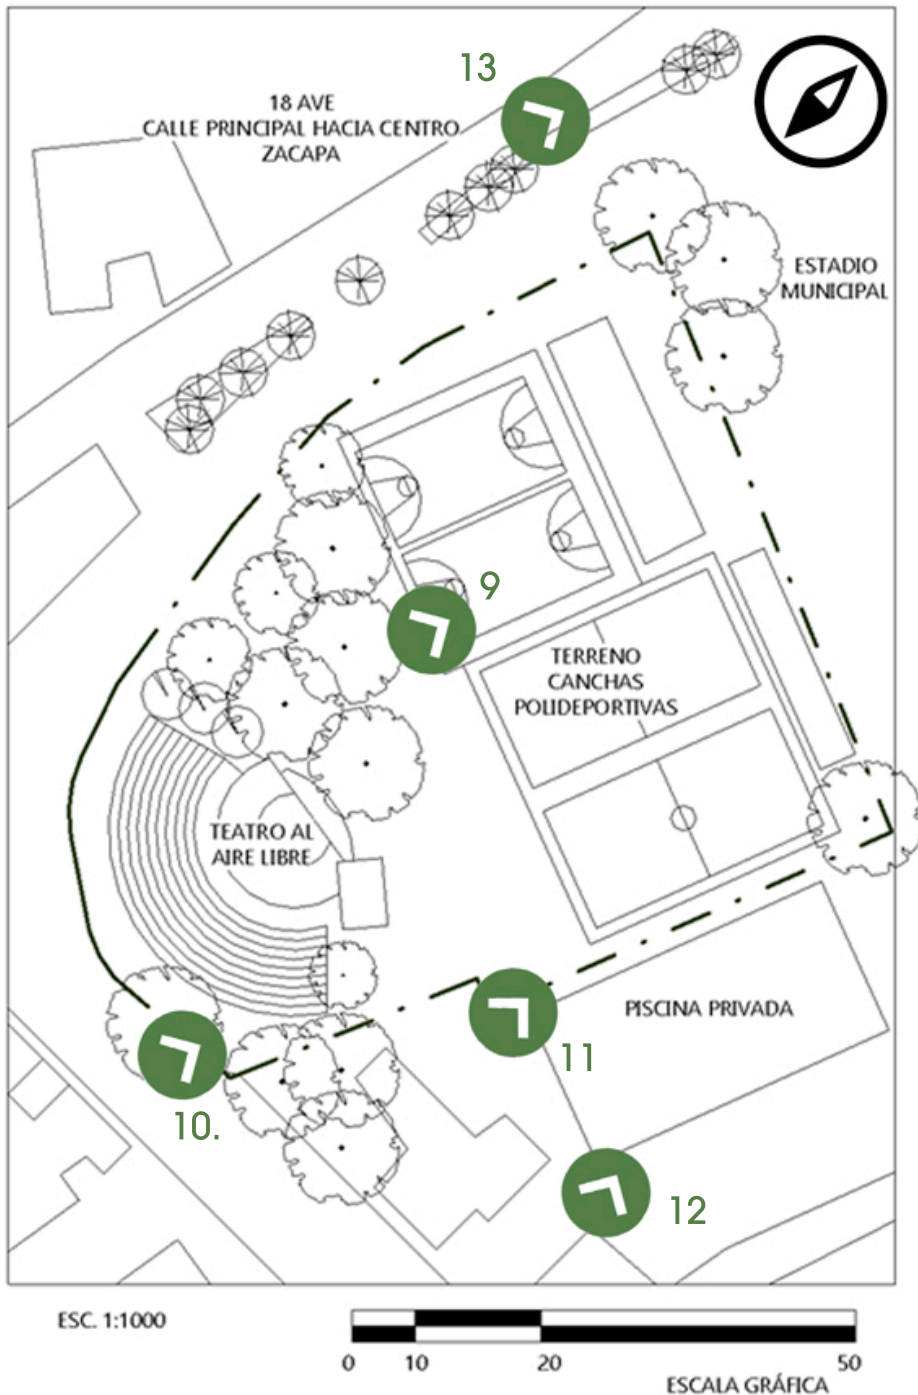 13
18 AVE
CALLE PRINCIPAL HACIA CENTRO
ZACAPA
ESTADIO
MUNICIPAL
9
TERRENO
CANCHAS
POLIDEPORTIVAS
TEATRO AL
AIRE LIBRE
PISCINA PRIVADA
11
10.
12
ESC. 1:1000
0 10 20 50
ESCALA GRÁFICA